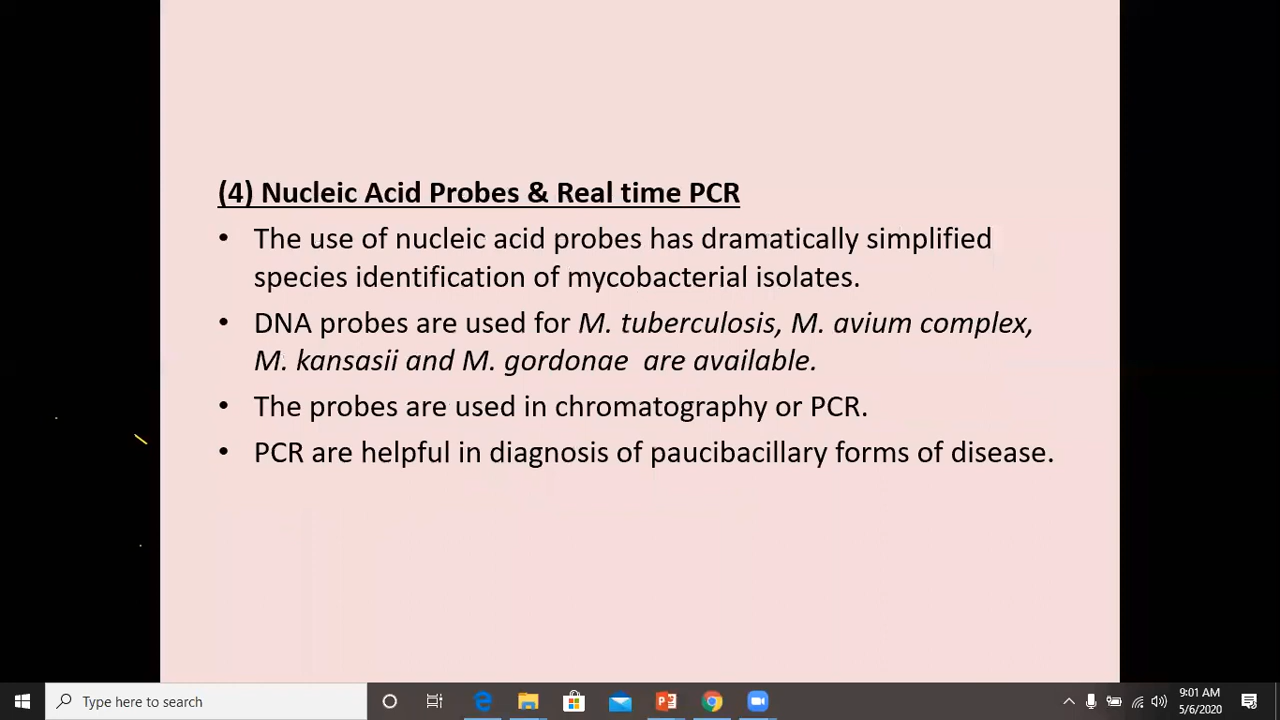 (4) Nucleic Acid Probes & Real time PCR
• The use of nucleic acid probes has dramatically simplified
species identification of mycobacterial isolates.
• DNA probes are used for M. tuberculosis, M. avium complex,
M. kansasii and M. gordonae are available.
• The probes are used in chromatography or PCR.
• PCR are helpful in diagnosis of paucibacillary forms of disease.
Type here to search
9:01 AM
5/6/2020